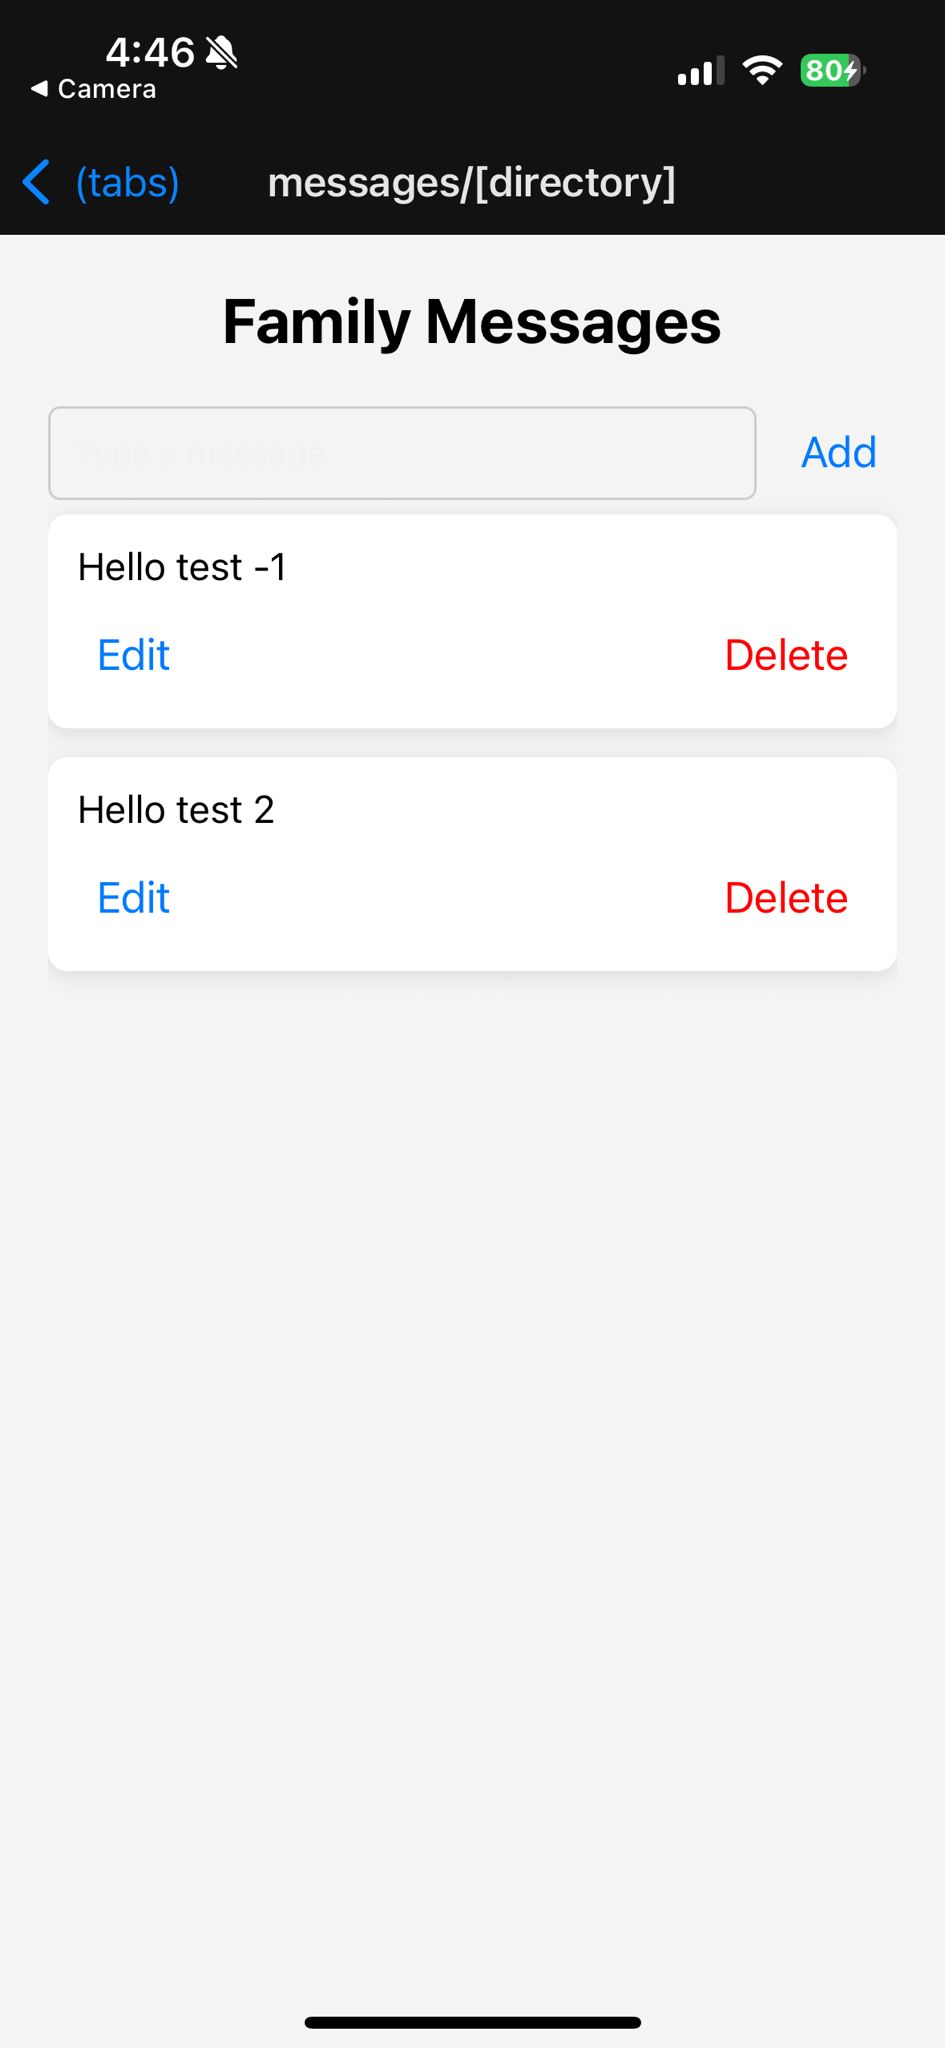 4:46
◀ Camera
80
(tabs)
messages/[directory]
Family Messages
Type a message
Add
Hello test -1
Edit
Delete
Hello test 2
Edit
Delete